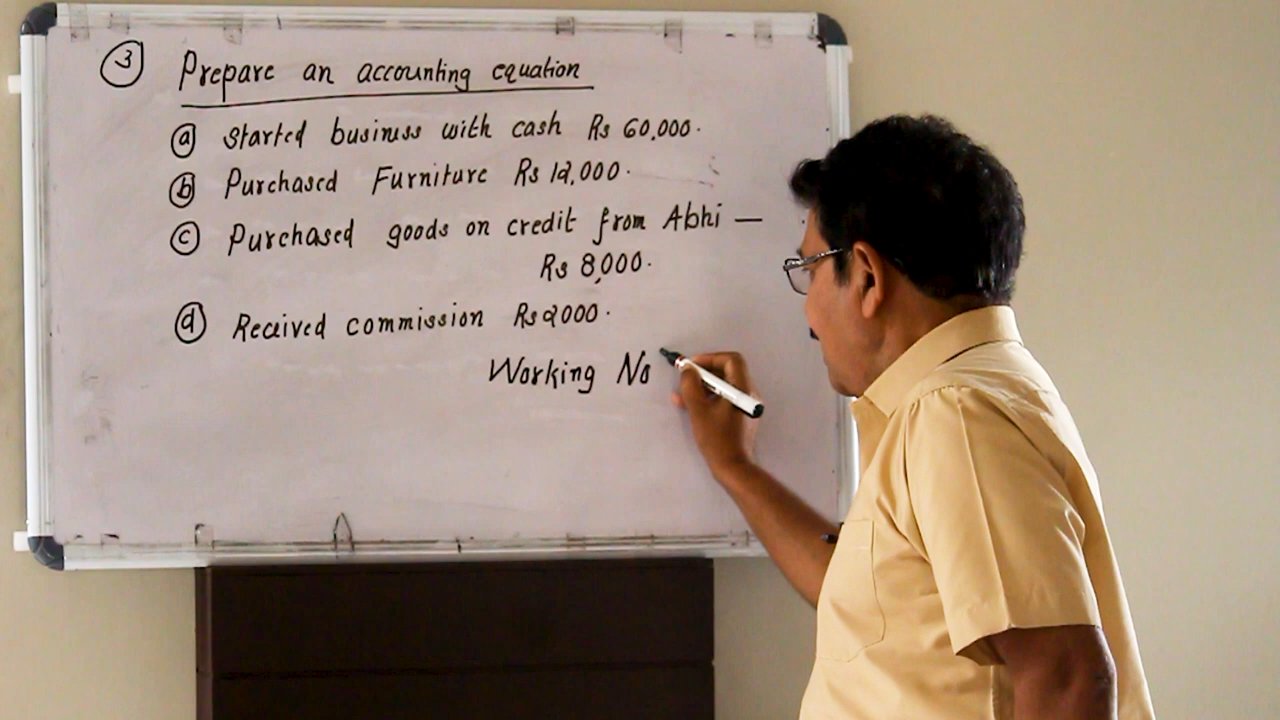 ③ Prepare an accounting equation
ⓐ Started business with cash Rs 60,000.
ⓑ Purchased Furniture Rs 12,000.
ⓒ Purchased goods on credit from Abhi —
Rs 8,000.
ⓓ Received commission Rs 2000.
Working No